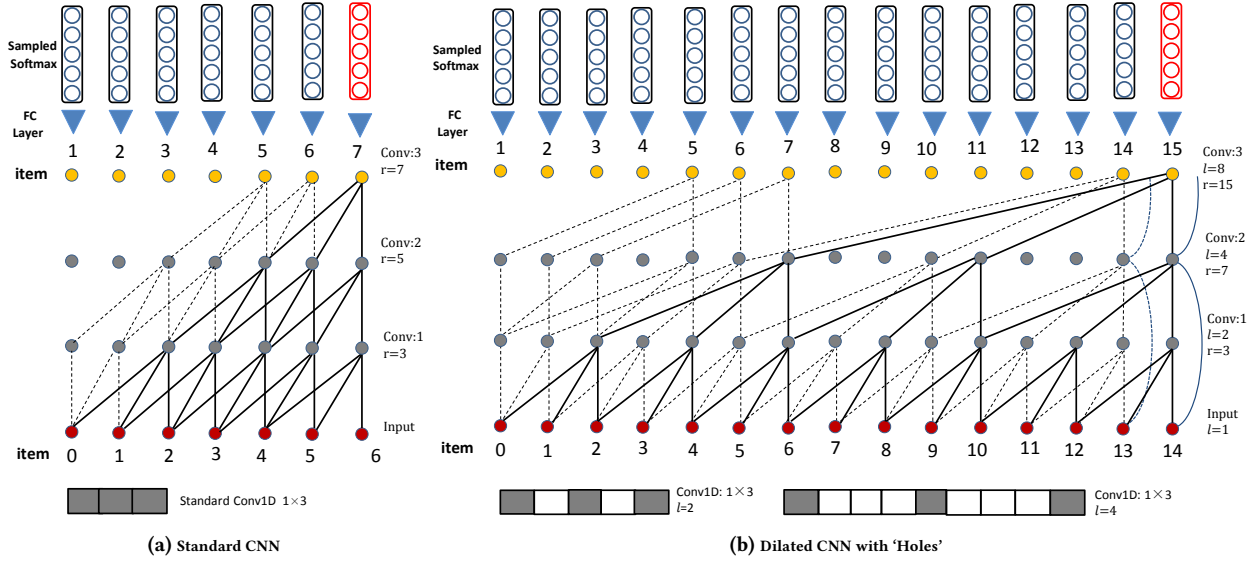 Sampled
Softmax
FC
Layer
1 2 3 4 5 6 7
item
Conv:3
r=7
Conv:2
r=5
Conv:1
r=3
Input
item
0 1 2 3 4 5 6
Standard Conv1D 1×3
(a) Standard CNN
Sampled
Softmax
FC
Layer
1 2 3 4 5 6 7 8 9 10 11 12 13 14 15
item
Conv:3
l=8
r=15
Conv:2
l=4
r=7
Conv:1
l=2
r=3
Input
l=1
item
0 1 2 3 4 5 6 7 8 9 10 11 12 13 14
Conv1D: 1×3
l=2
Conv1D: 1×3
l=4
(b) Dilated CNN with ‘Holes’